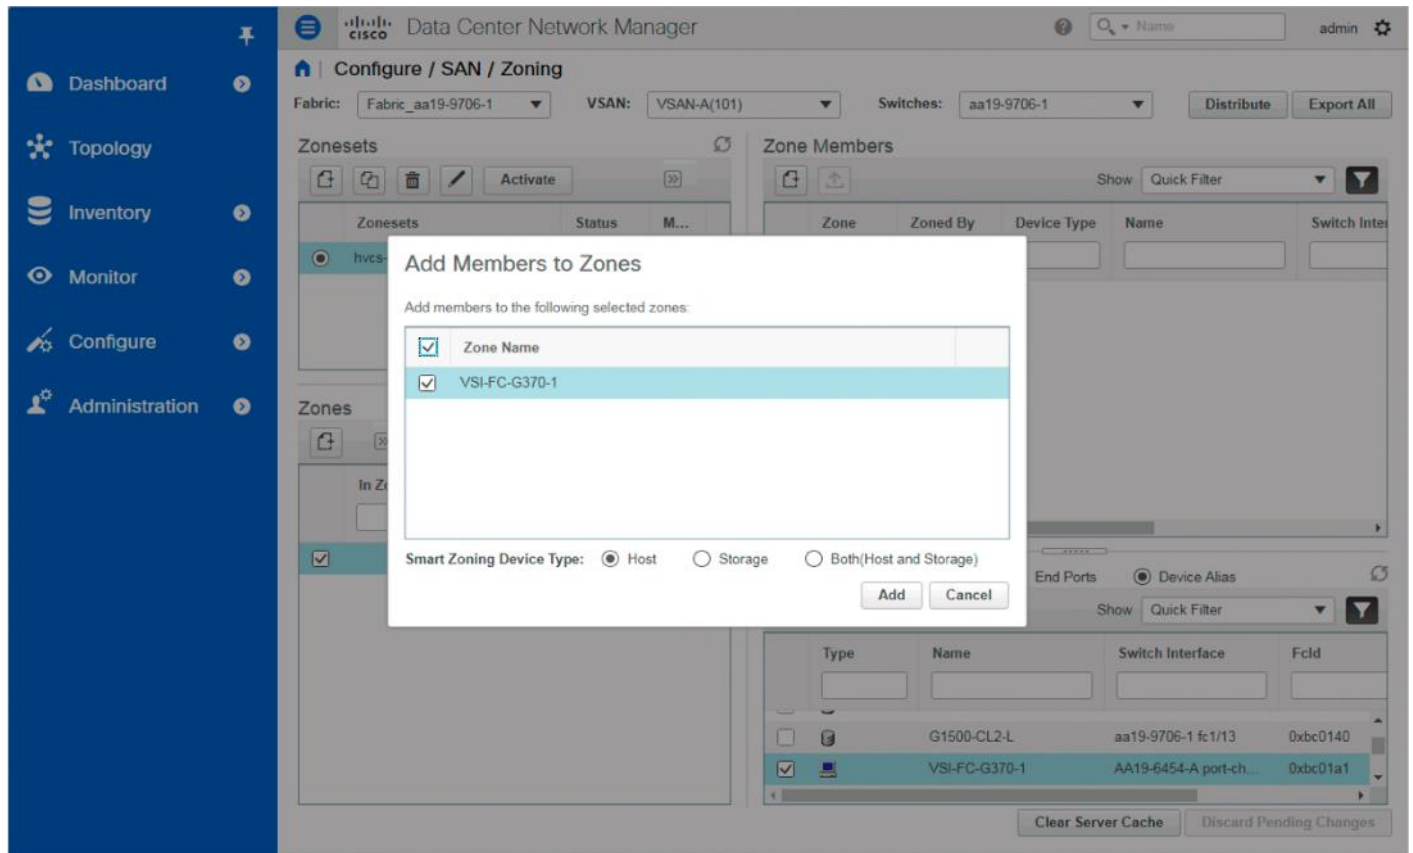 cisco Data Center Network Manager
Name
admin
Dashboard
Topology
Inventory
Monitor
Configure
Administration
Configure / SAN / Zoning
Fabric: Fabric_aa19-9706-1 VSAN: VSAN-A(101) Switches: aa19-9706-1 Distribute Export All
Zonesets
Activate
Zonesets Status M...
hvcs-
Zone Members
Show Quick Filter
Zone Zoned By Device Type Name Switch Inter
Add Members to Zones
Add members to the following selected zones:
Zone Name
VSI-FC-G370-1
Smart Zoning Device Type: Host Storage Both(Host and Storage)
Add Cancel
Zones
In Zo
End Ports Device Alias
Show Quick Filter
Type Name Switch Interface FcId
G1500-CL2-L aa19-9706-1 fc1/13 0xbc0140
VSI-FC-G370-1 AA19-6454-A port-ch... 0xbc01a1
Clear Server Cache Discard Pending Changes